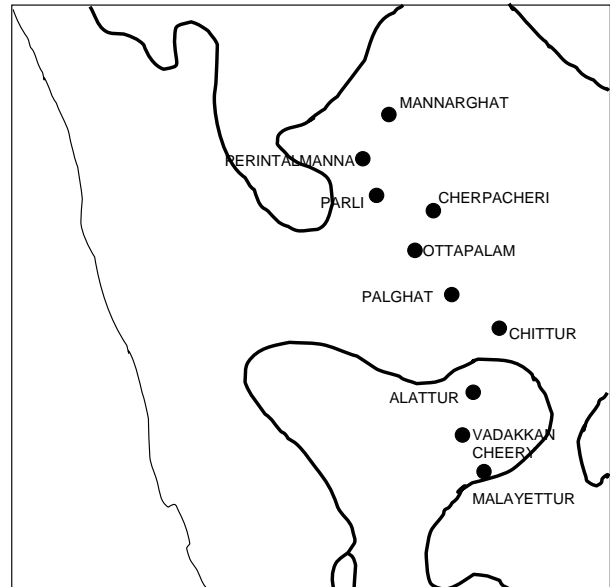 MANNARGHAT
PERINTALMANNA
PARLI
CHERPACHERI
OTTAPALAM
PALGHAT
CHITTUR
ALATTUR
VADAKKAN
CHEERY
MALAYETTUR